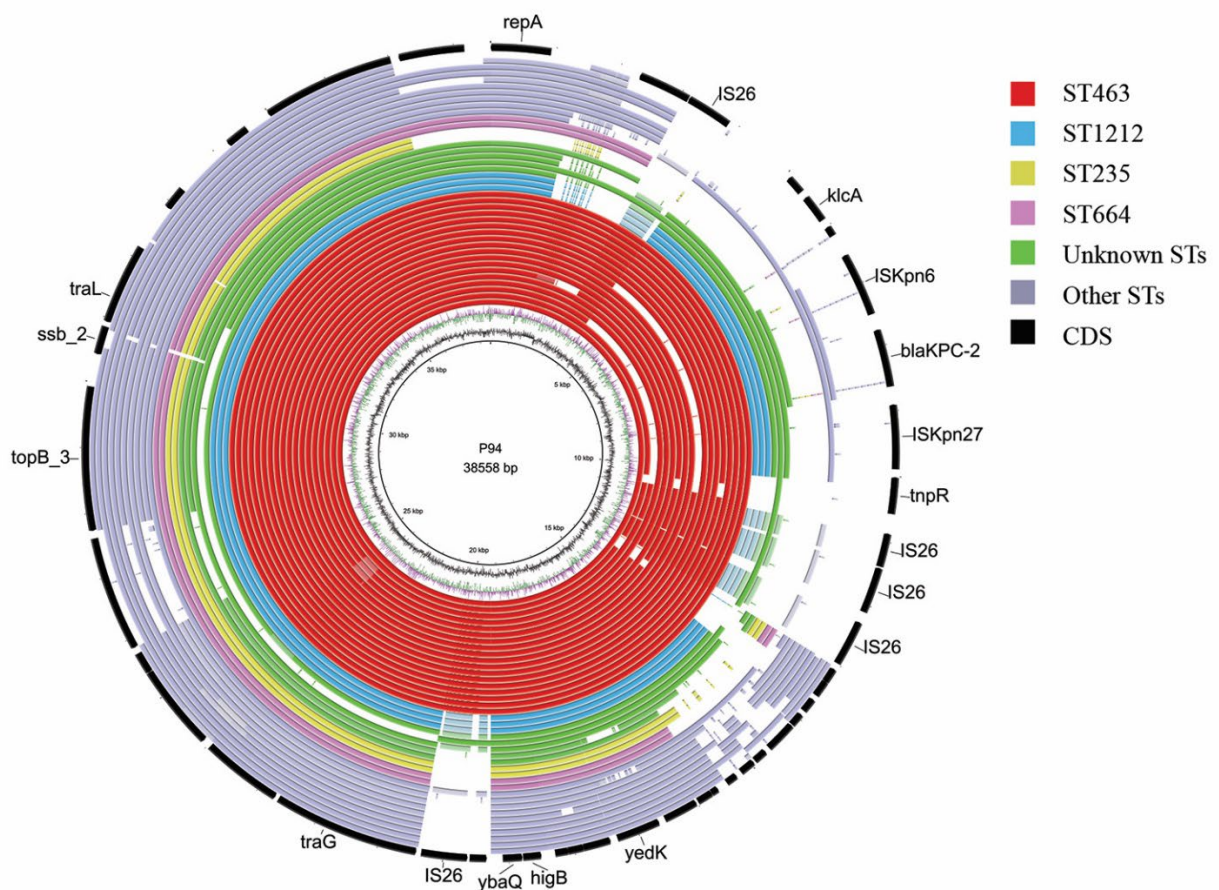 repA
IS26
klcA
ISKpn6
blaKPC-2
ISKpn27
tnpR
IS26
IS26
IS26
yedK
higB
ybaQ
IS26
traG
topB_3
ssb_2
traL
5 kbp
10 kbp
15 kbp
20 kbp
25 kbp
30 kbp
35 kbp
P94
38558 bp
ST463
ST1212
ST235
ST664
Unknown STs
Other STs
CDS